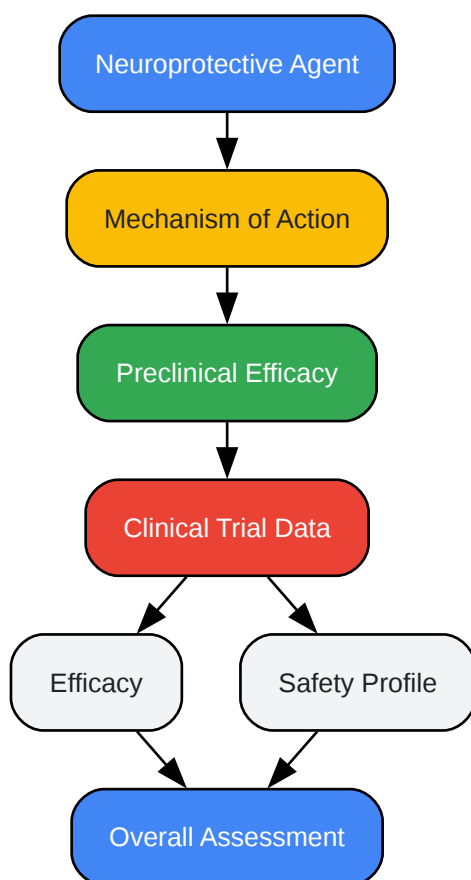 Neuroprotective Agent
Mechanism of Action
Preclinical Efficacy
Clinical Trial Data
Efficacy
Safety Profile
Overall Assessment